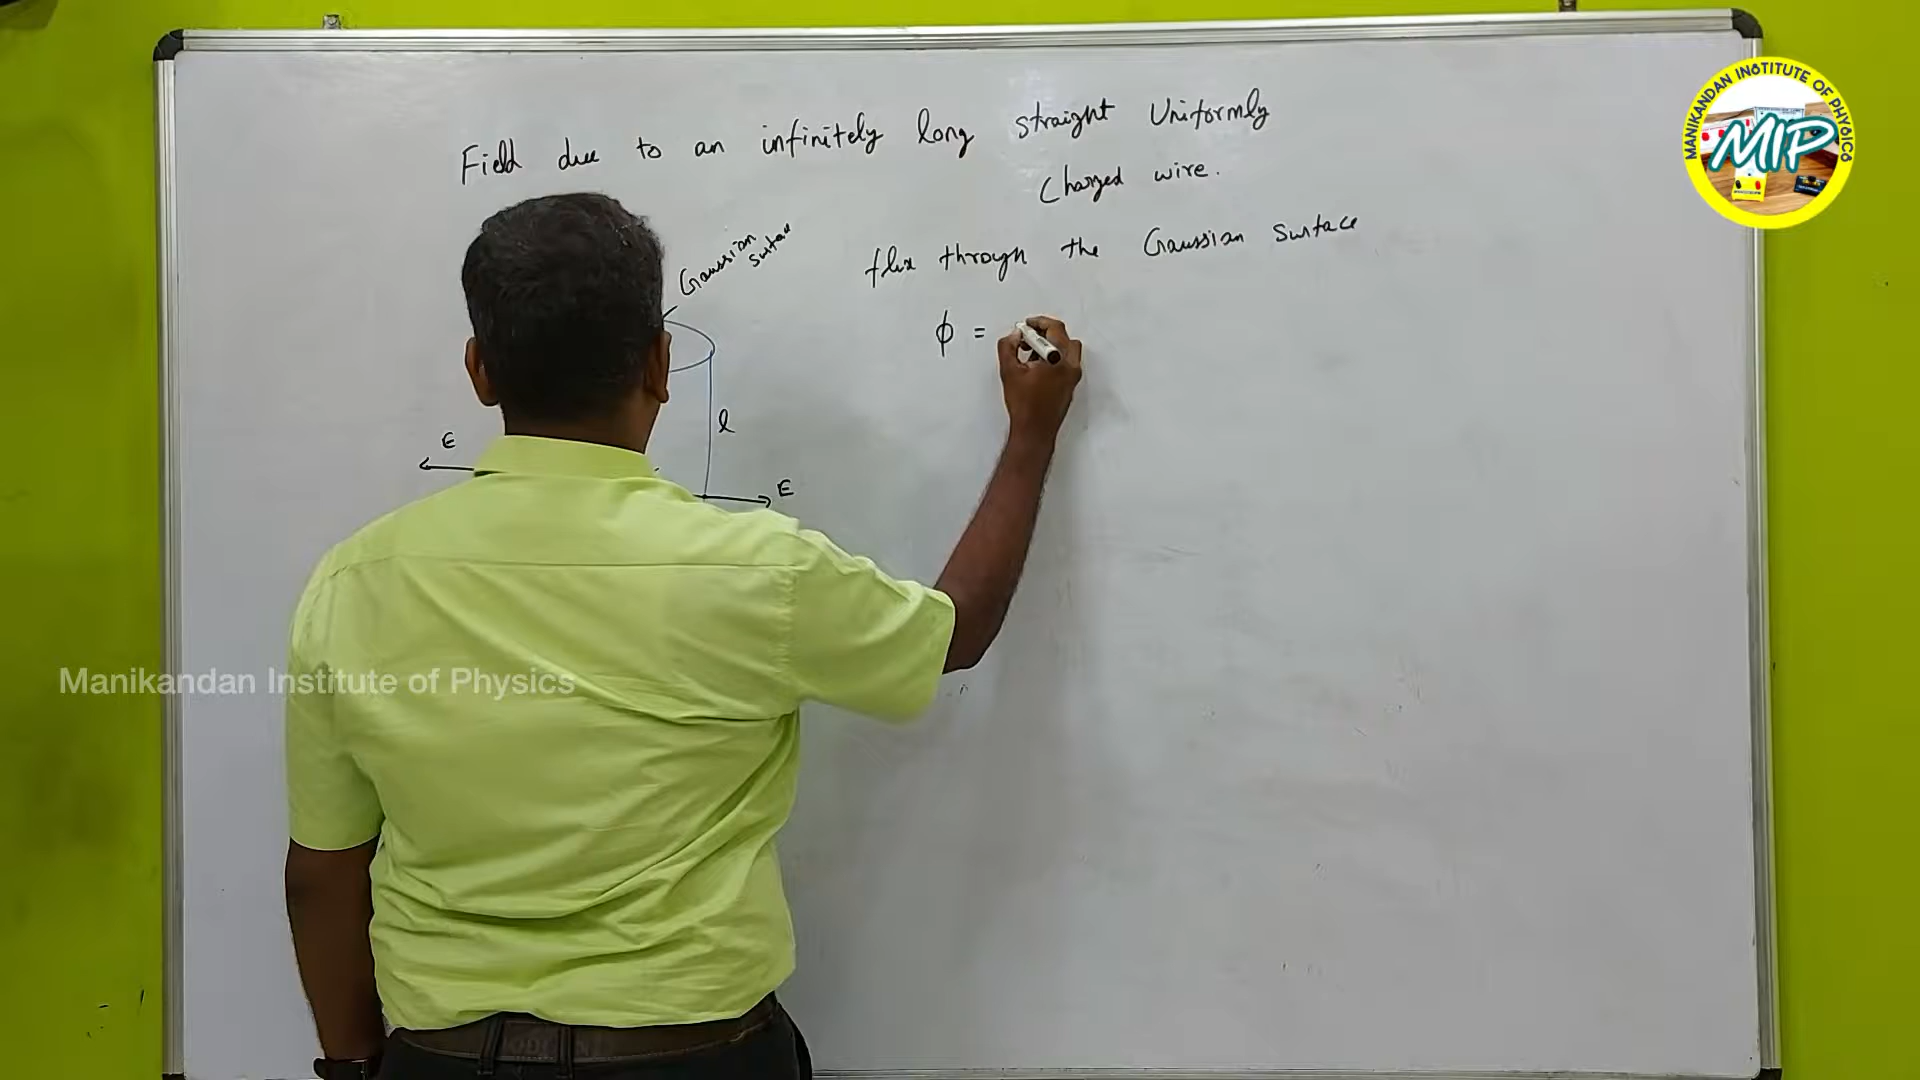 Field due to an infinitely long straight Uniformly
Charged wire.
Gaussian
surface
flux through the Gaussian Surface
ϕ =
l
E
E
MANIKANDAN INSTITUTE OF PHYSICS
MIP
Manikandan Institute of Physics